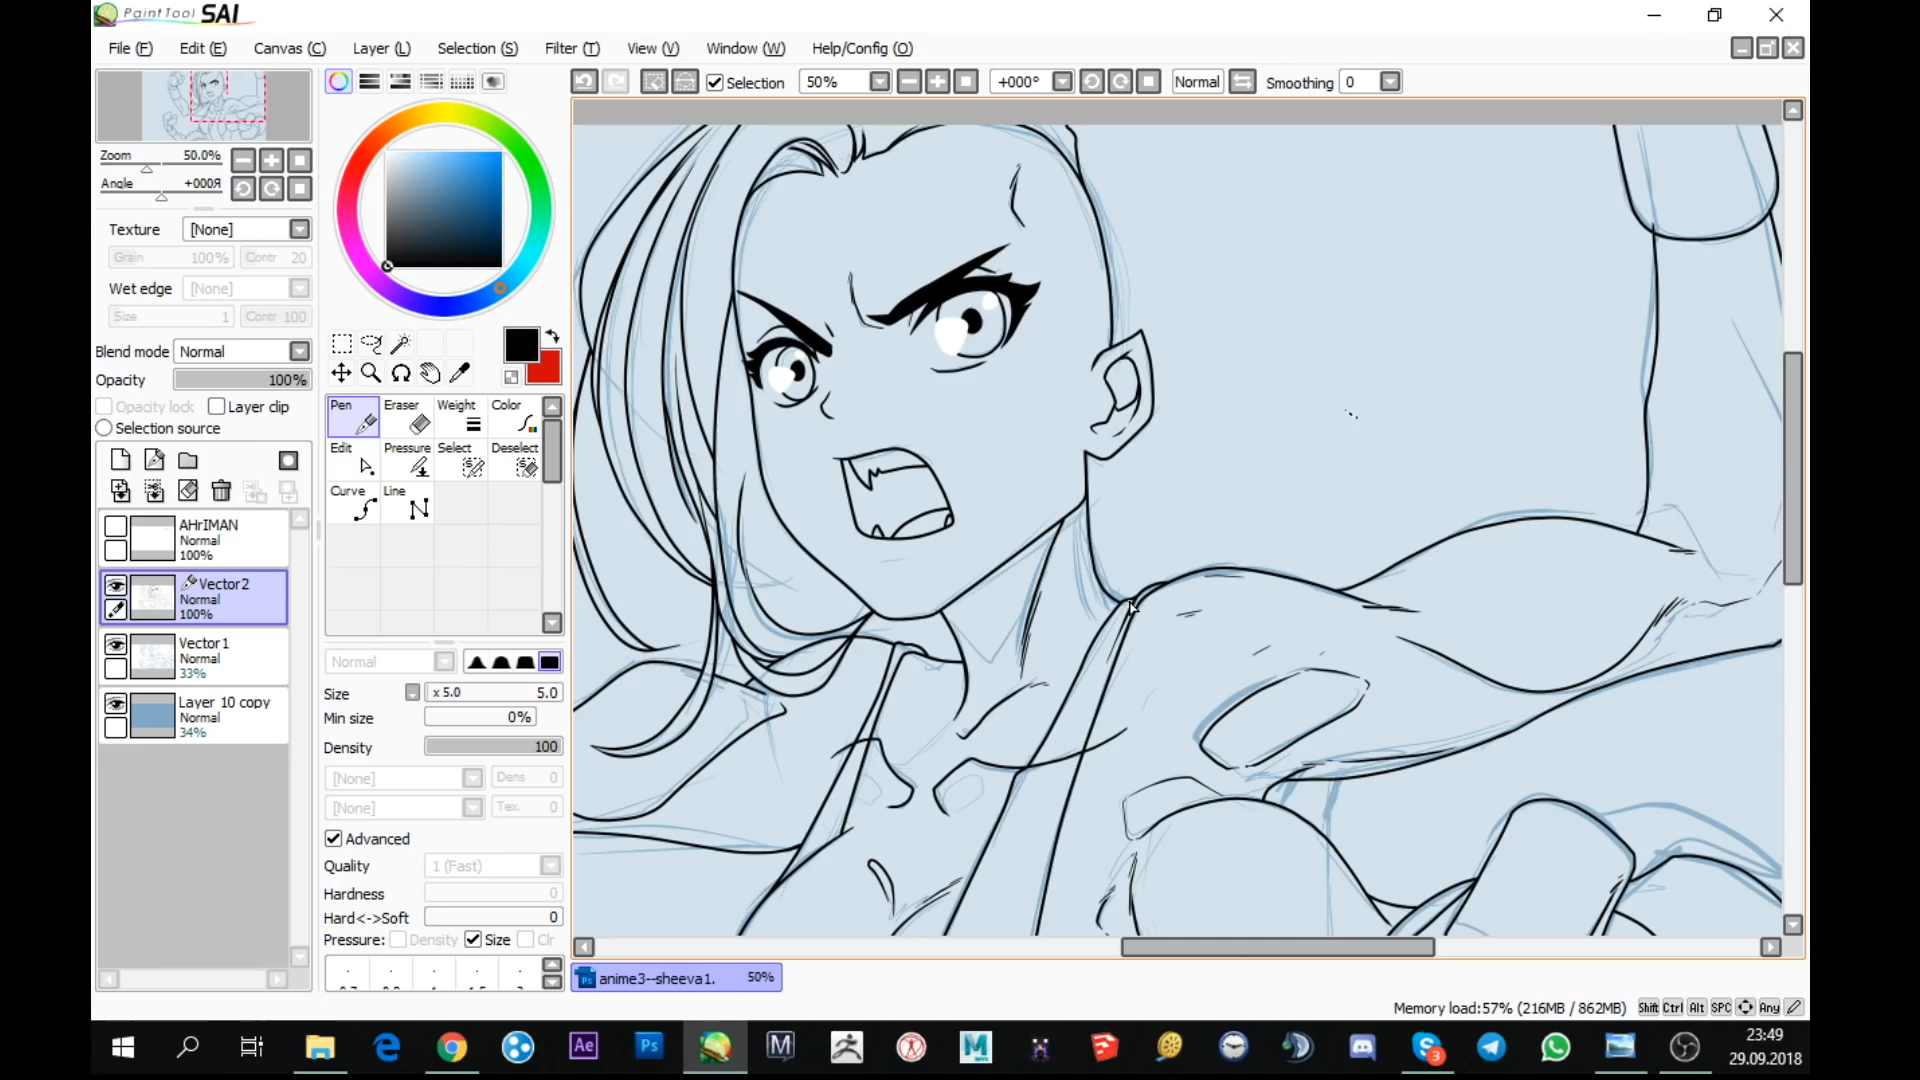 PaintTool SAI
File (F) Edit (E) Canvas (C) Layer (L) Selection (S) Filter (T) View (V) Window (W) Help/Config (O)
Selection 50% +000° Normal Smoothing 0
Zoom 50.0%
Angle +000Я
Texture [None]
Grain 100% Contr 20
Wet edge [None]
Size 1 Contr 100
Blend mode Normal
Opacity 100%
Opacity lock Layer clip
Selection source
AHrIMAN
Normal
100%
Vector2
Normal
100%
Vector1
Normal
33%
Layer 10 copy
Normal
34%
Pen Eraser Weight Color
Edit Pressure Select Deselect
Curve Line
Normal
Size x 5.0 5.0
Min size 0%
Density 100
[None] Dens 0
[None] Tex. 0
Advanced
Quality 1 (Fast)
Hardness 0
Hard<->Soft 0
Pressure: Density Size Clr
anime3--sheeva1. 50%
Memory load:57% (216MB / 862MB) Shift Ctrl Alt SPC Any
Ae Ps M M S 3
23:49
29.09.2018